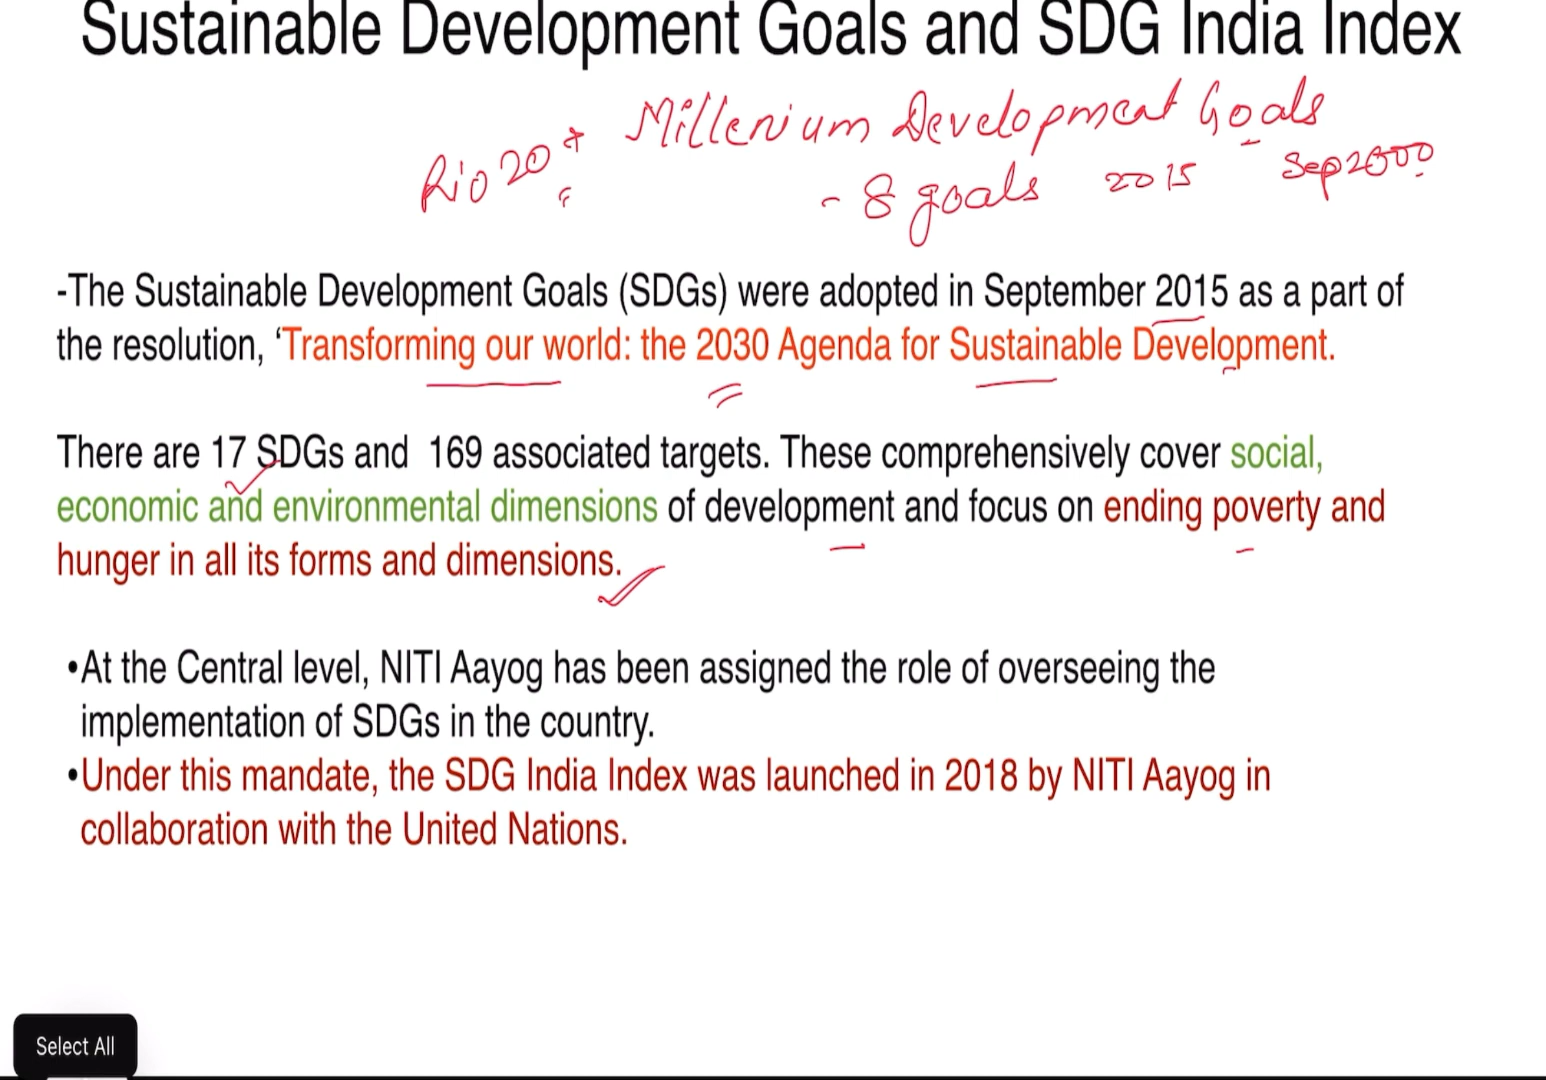 Sustainable Development Goals and SDG India Index
Millenium Development Goals
Rio 20+
- 8 goals 2015 Sep 2000
-The Sustainable Development Goals (SDGs) were adopted in September 2015 as a part of
the resolution, ‘Transforming our world: the 2030 Agenda for Sustainable Development.
There are 17 SDGs and 169 associated targets. These comprehensively cover social,
economic and environmental dimensions of development and focus on ending poverty and
hunger in all its forms and dimensions.
•At the Central level, NITI Aayog has been assigned the role of overseeing the
implementation of SDGs in the country.
•Under this mandate, the SDG India Index was launched in 2018 by NITI Aayog in
collaboration with the United Nations.
Select All